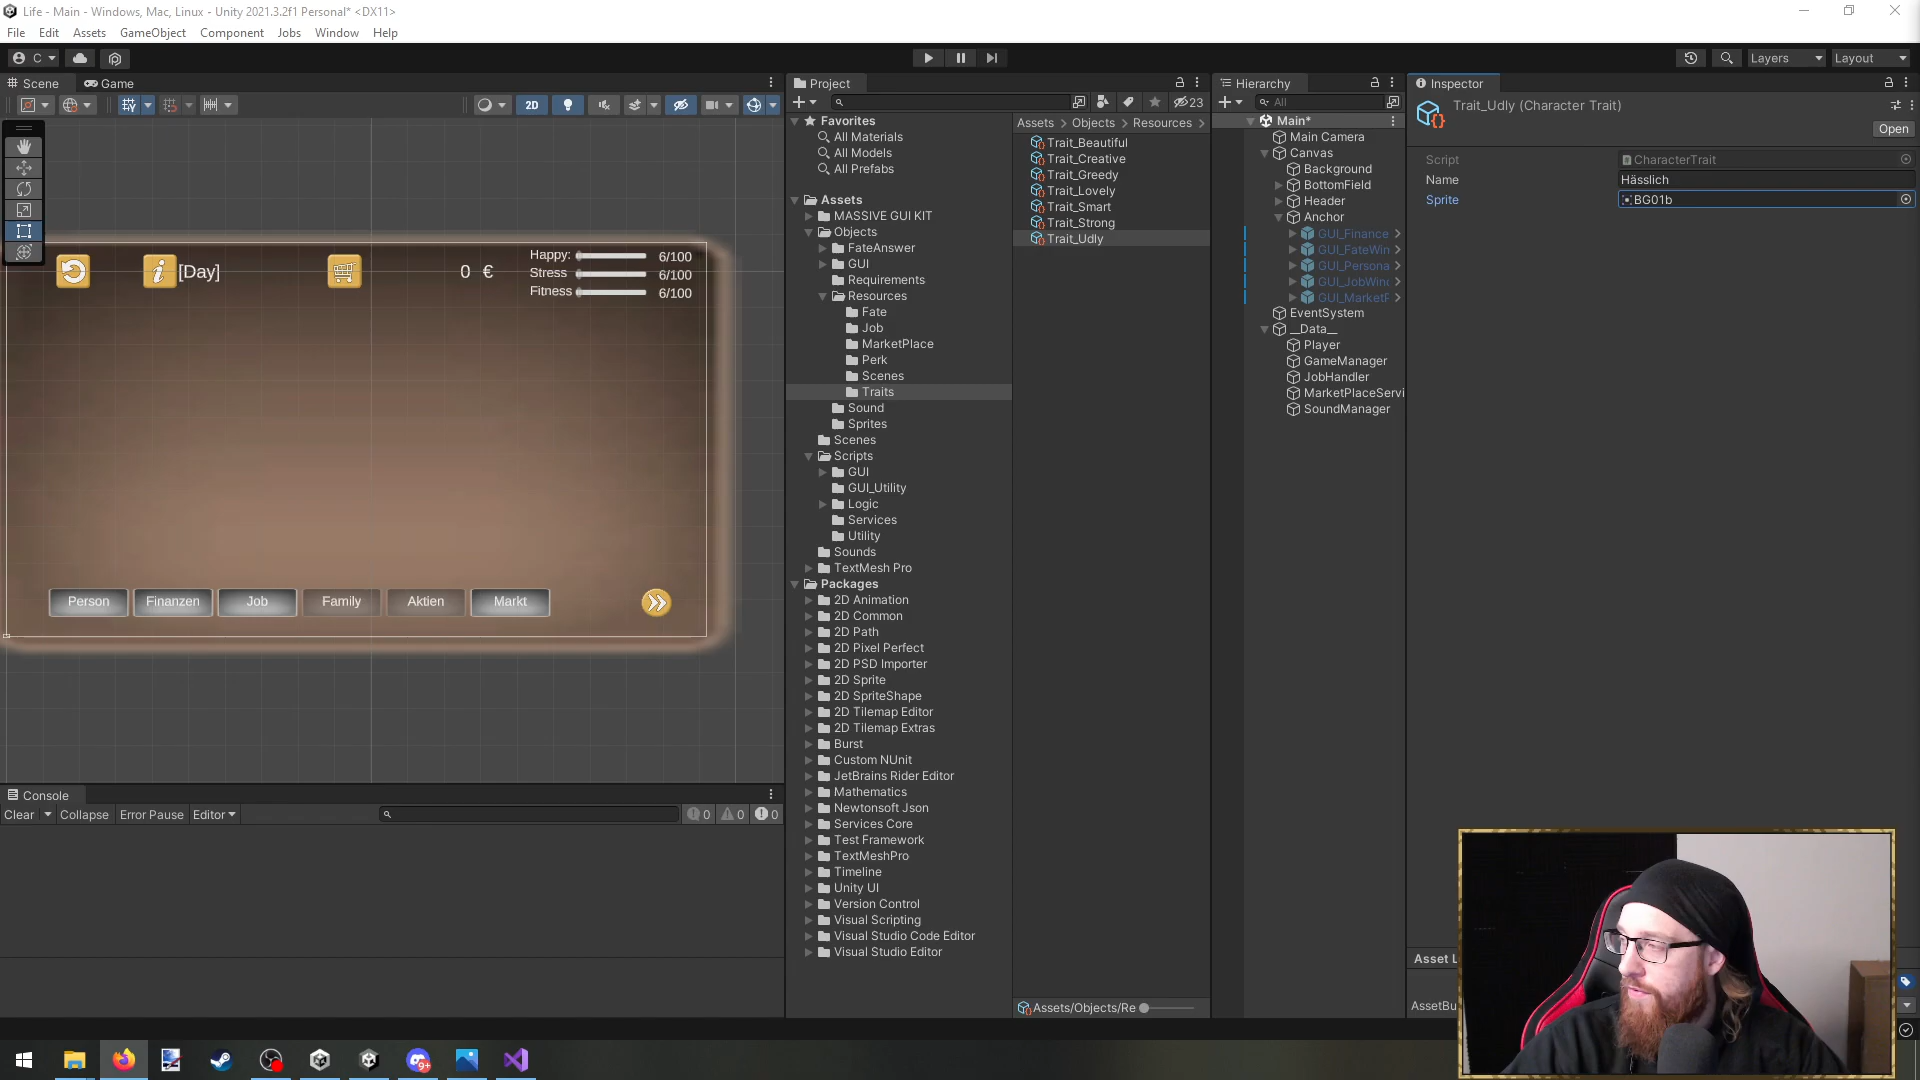 Life - Main - Windows, Mac, Linux - Unity 2021.3.2f1 Personal* <DX11>
File Edit Assets GameObject Component Jobs Window Help
C
Layers Layout
Scene Game
2D
[Day]
0 €
Happy: 6/100
Stress 6/100
Fitness 6/100
Person Finanzen Job Family Aktien Markt
Console
Clear Collapse Error Pause Editor
0 0 0
Project
23
Favorites
All Materials
All Models
All Prefabs
Assets
MASSIVE GUI KIT
Objects
FateAnswer
GUI
Requirements
Resources
Fate
Job
MarketPlace
Perk
Scenes
Traits
Sound
Sprites
Scenes
Scripts
GUI
GUI_Utility
Logic
Services
Utility
Sounds
TextMesh Pro
Packages
2D Animation
2D Common
2D Path
2D Pixel Perfect
2D PSD Importer
2D Sprite
2D SpriteShape
2D Tilemap Editor
2D Tilemap Extras
Burst
Custom NUnit
JetBrains Rider Editor
Mathematics
Newtonsoft Json
Services Core
Test Framework
TextMeshPro
Timeline
Unity UI
Version Control
Visual Scripting
Visual Studio Code Editor
Visual Studio Editor
Assets > Objects > Resources >
Trait_Beautiful
Trait_Creative
Trait_Greedy
Trait_Lovely
Trait_Smart
Trait_Strong
Trait_Udly
Assets/Objects/Re
Hierarchy
All
Main*
Main Camera
Canvas
Background
BottomField
Header
Anchor
GUI_Finance
GUI_FateWin
GUI_Persona
GUI_JobWin
GUI_MarketP
EventSystem
__Data__
Player
GameManager
JobHandler
MarketPlaceServi
SoundManager
Inspector
Trait_Udly (Character Trait)
Open
Script CharacterTrait
Name Hässlich
Sprite BG01b
Asset L
AssetBu
9+